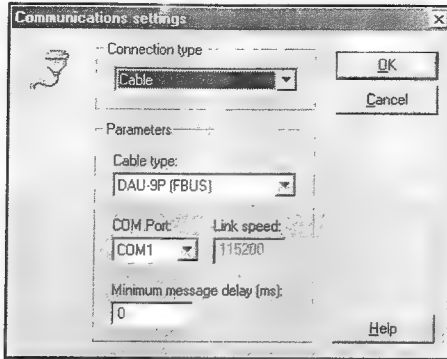 Communications settings
Connection type
Cable
OK
Cancel
Parameters
Cable type:
DAU-9P (FBUS)
COM Port:
Link speed:
COM1
115200
Minimum message delay (ms):
0
Help